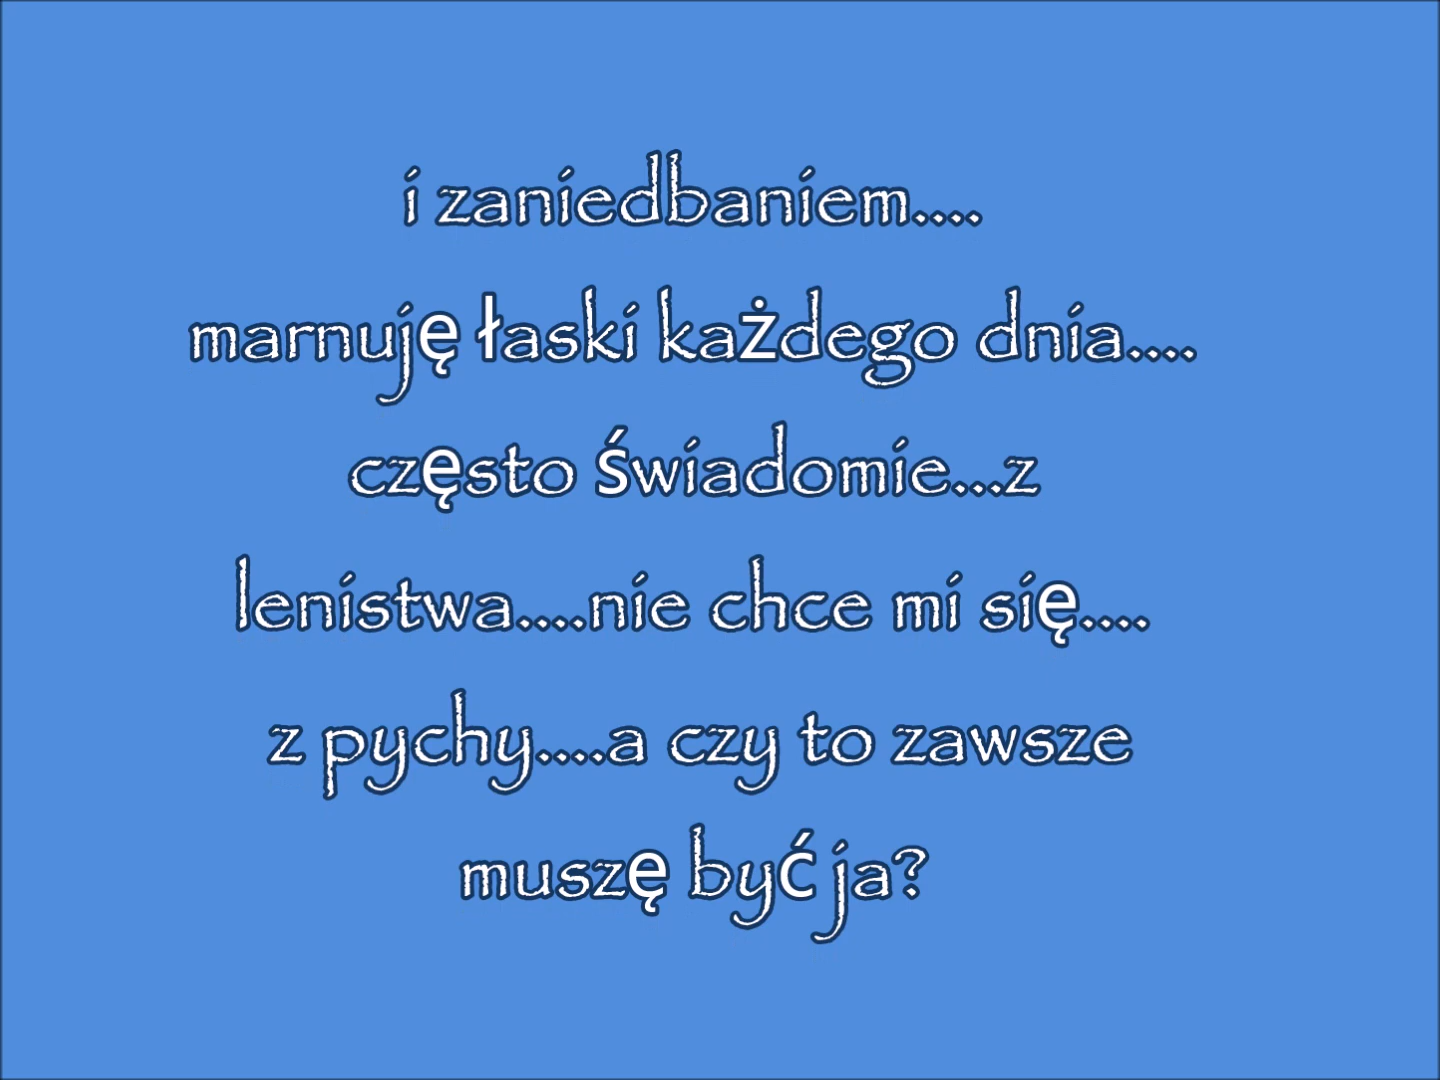 i zaniedbaniem....
marnuję łaski każdego dnia....
często świadomie...z
lenistwa....nie chce mi się....
z pychy....a czy to zawsze
muszę być ja?